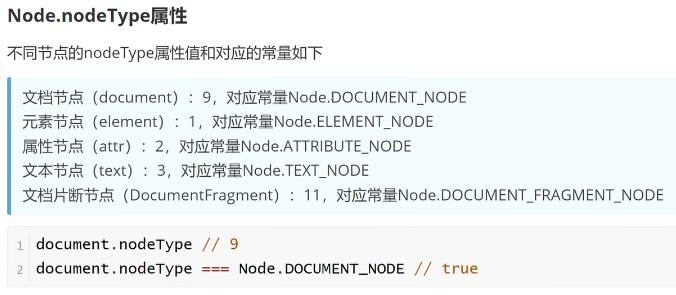 Node.nodeType属性
不同节点的nodeType属性值和对应的常量如下
文档节点（document）：9，对应常量Node.DOCUMENT_NODE
元素节点（element）：1，对应常量Node.ELEMENT_NODE
属性节点（attr）：2，对应常量Node.ATTRIBUTE_NODE
文本节点（text）：3，对应常量Node.TEXT_NODE
文档片断节点（DocumentFragment）：11，对应常量Node.DOCUMENT_FRAGMENT_NODE
1 document.nodeType // 9
2 document.nodeType === Node.DOCUMENT_NODE // true